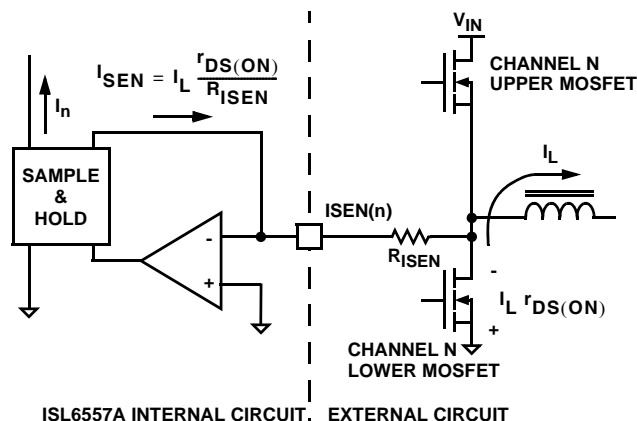 V_IN
I_SEN = I_L r_DS(ON) / R_ISEN
I_n
CHANNEL N
UPPER MOSFET
SAMPLE
&
HOLD
I_L
ISEN(n)
-
+
R_ISEN
-
I_L r_DS(ON)
+
CHANNEL N
LOWER MOSFET
ISL6557A INTERNAL CIRCUIT
EXTERNAL CIRCUIT